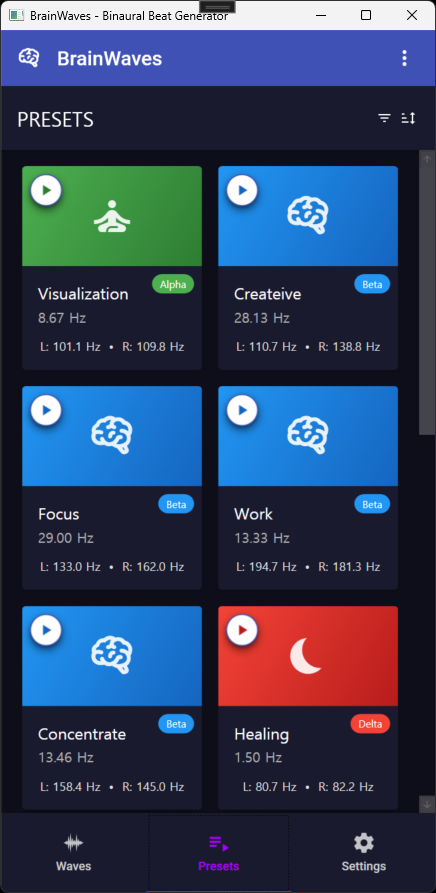 BrainWaves - Binaural Beat Generator
BrainWaves
PRESETS
Alpha
Visualization
8.67 Hz
L: 101.1 Hz • R: 109.8 Hz
Beta
Createive
28.13 Hz
L: 110.7 Hz • R: 138.8 Hz
Beta
Focus
29.00 Hz
L: 133.0 Hz • R: 162.0 Hz
Beta
Work
13.33 Hz
L: 194.7 Hz • R: 181.3 Hz
Beta
Concentrate
13.46 Hz
L: 158.4 Hz • R: 145.0 Hz
Delta
Healing
1.50 Hz
L: 80.7 Hz • R: 82.2 Hz
Waves
Presets
Settings